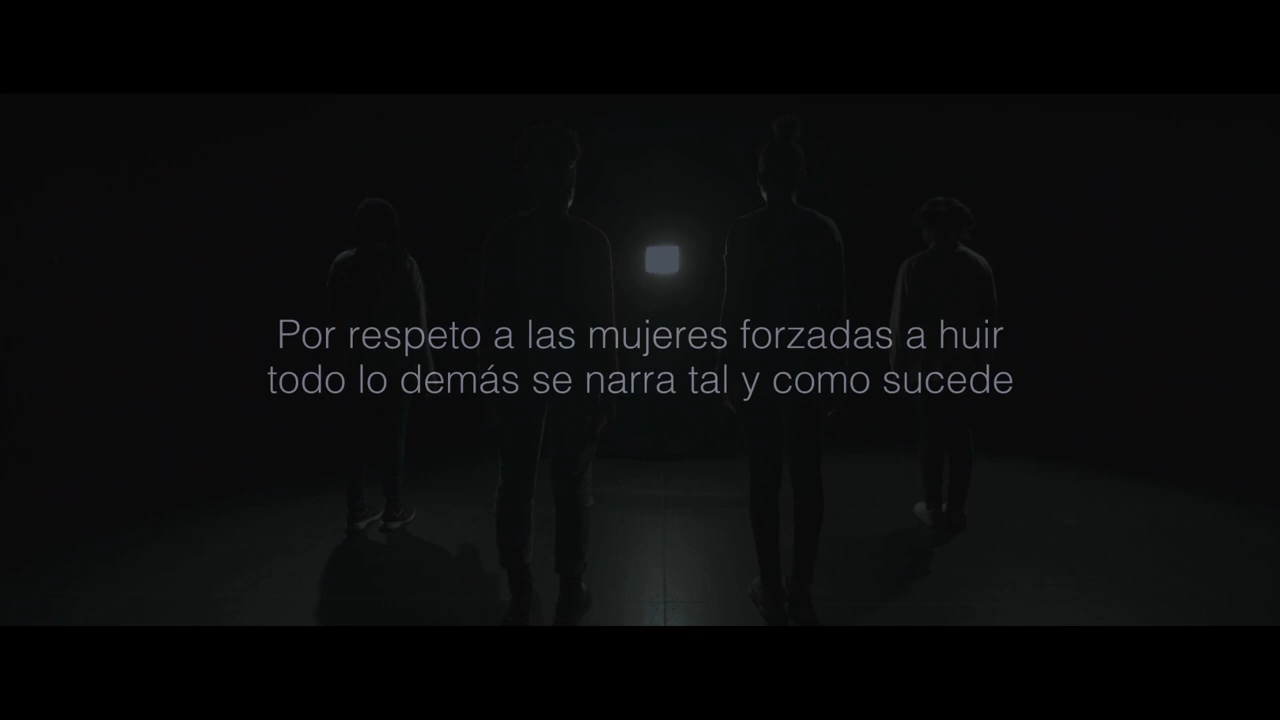 Por respeto a las mujeres forzadas a huir
todo lo demás se narra tal y como sucede